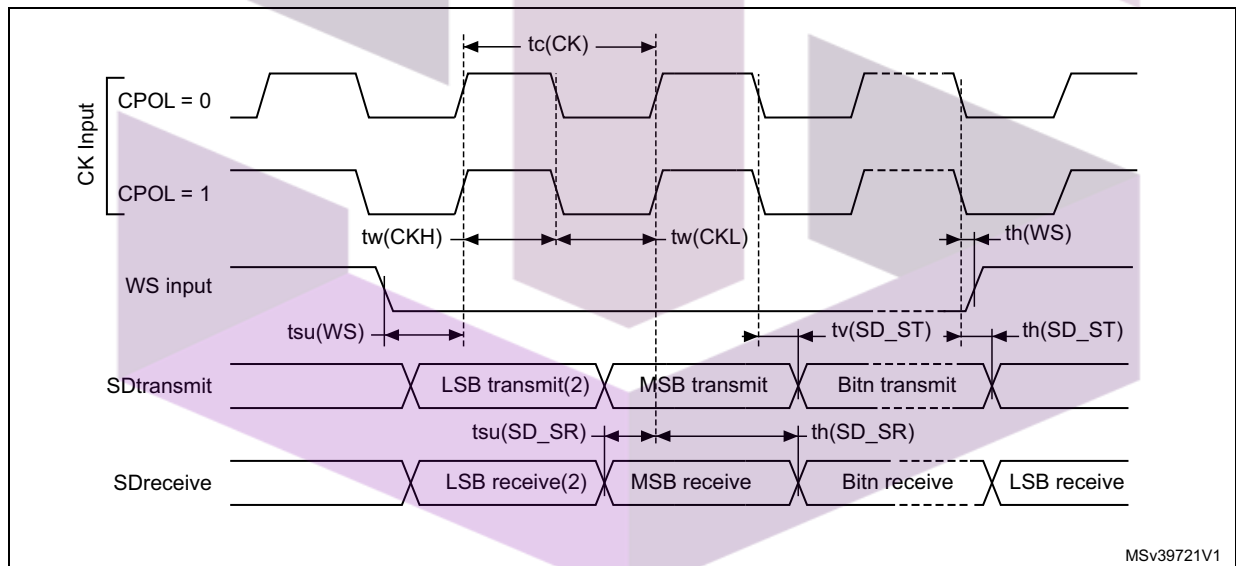 tc(CK)
CK Input
CPOL = 0
CPOL = 1
tw(CKH)
tw(CKL)
th(WS)
WS input
tsu(WS)
tv(SD_ST)
th(SD_ST)
SDtransmit
LSB transmit(2)
MSB transmit
Bitn transmit
tsu(SD_SR)
th(SD_SR)
SDreceive
LSB receive(2)
MSB receive
Bitn receive
LSB receive
MSv39721V1